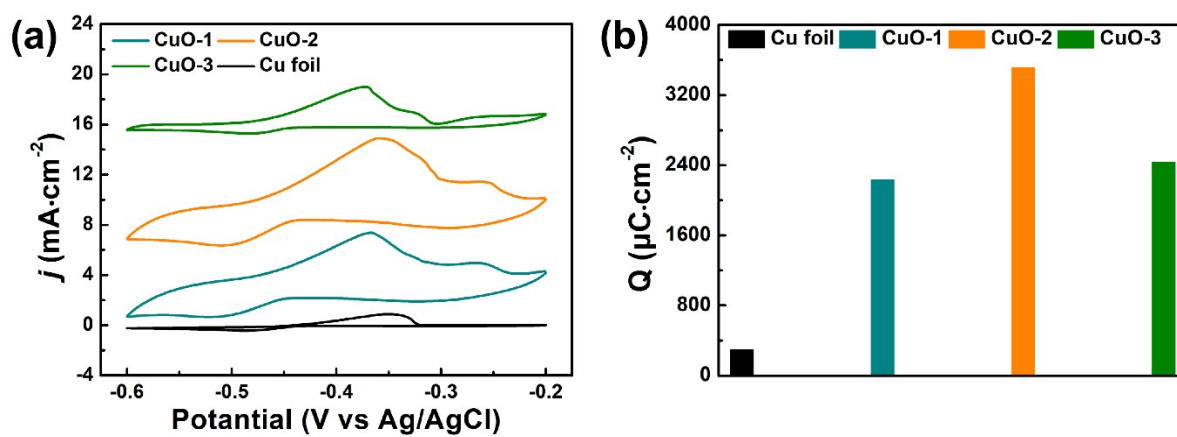 (a)
CuO-1 CuO-2
CuO-3 Cu foil
24
20
16
12
8
4
0
-4
j (mA·cm-2)
-0.6 -0.5 -0.4 -0.3 -0.2
Potantial (V vs Ag/AgCl)
(b)
Cu foil CuO-1 CuO-2 CuO-3
4000
3200
2400
1600
800
0
Q (µC·cm-2)